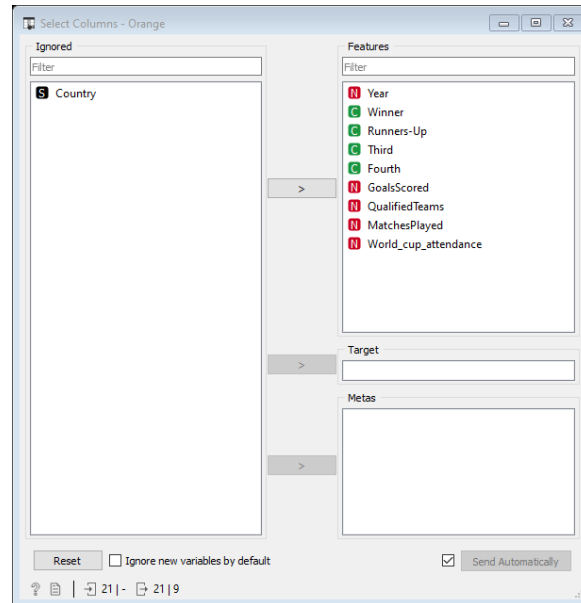 Select Columns - Orange
Ignored
Filter
S Country
Features
Filter
N Year
C Winner
C Runners-Up
C Third
C Fourth
N GoalsScored
N QualifiedTeams
N MatchesPlayed
N World_cup_attendance
>
Target
>
Metas
>
Reset
Ignore new variables by default
Send Automatically
? 21 | - 21 | 9